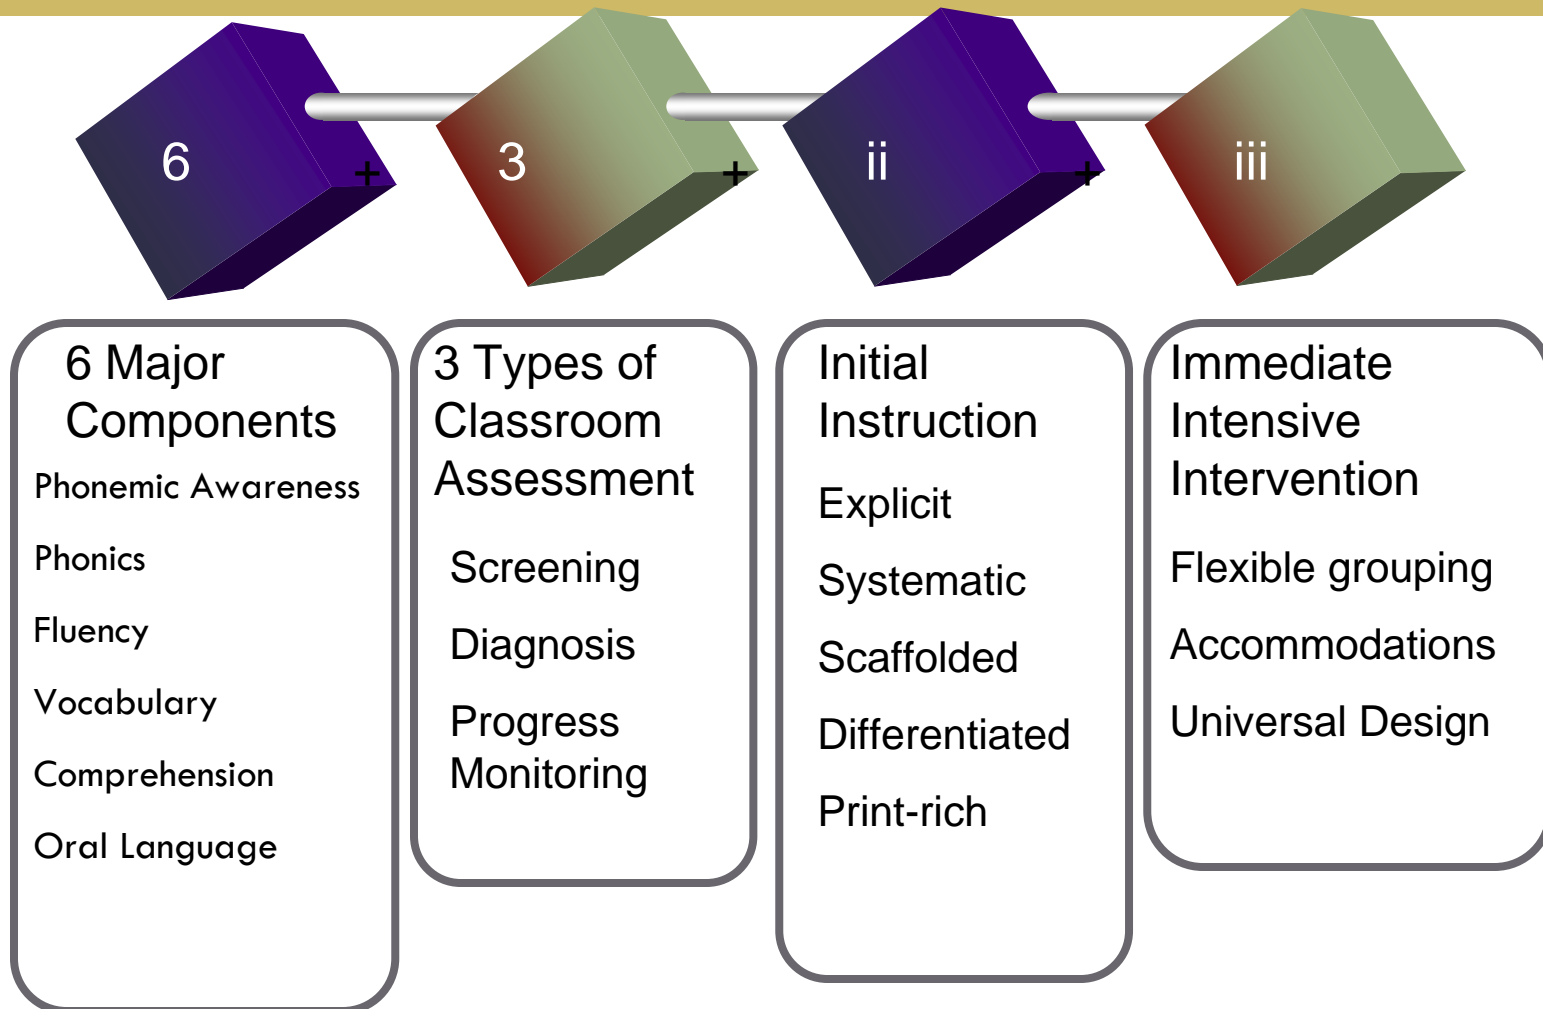 6
+
3
+
ii
+
iii
6 Major
Components
Phonemic Awareness
Phonics
Fluency
Vocabulary
Comprehension
Oral Language
3 Types of
Classroom
Assessment
Screening
Diagnosis
Progress
Monitoring
Initial
Instruction
Explicit
Systematic
Scaffolded
Differentiated
Print-rich
Immediate
Intensive
Intervention
Flexible grouping
Accommodations
Universal Design